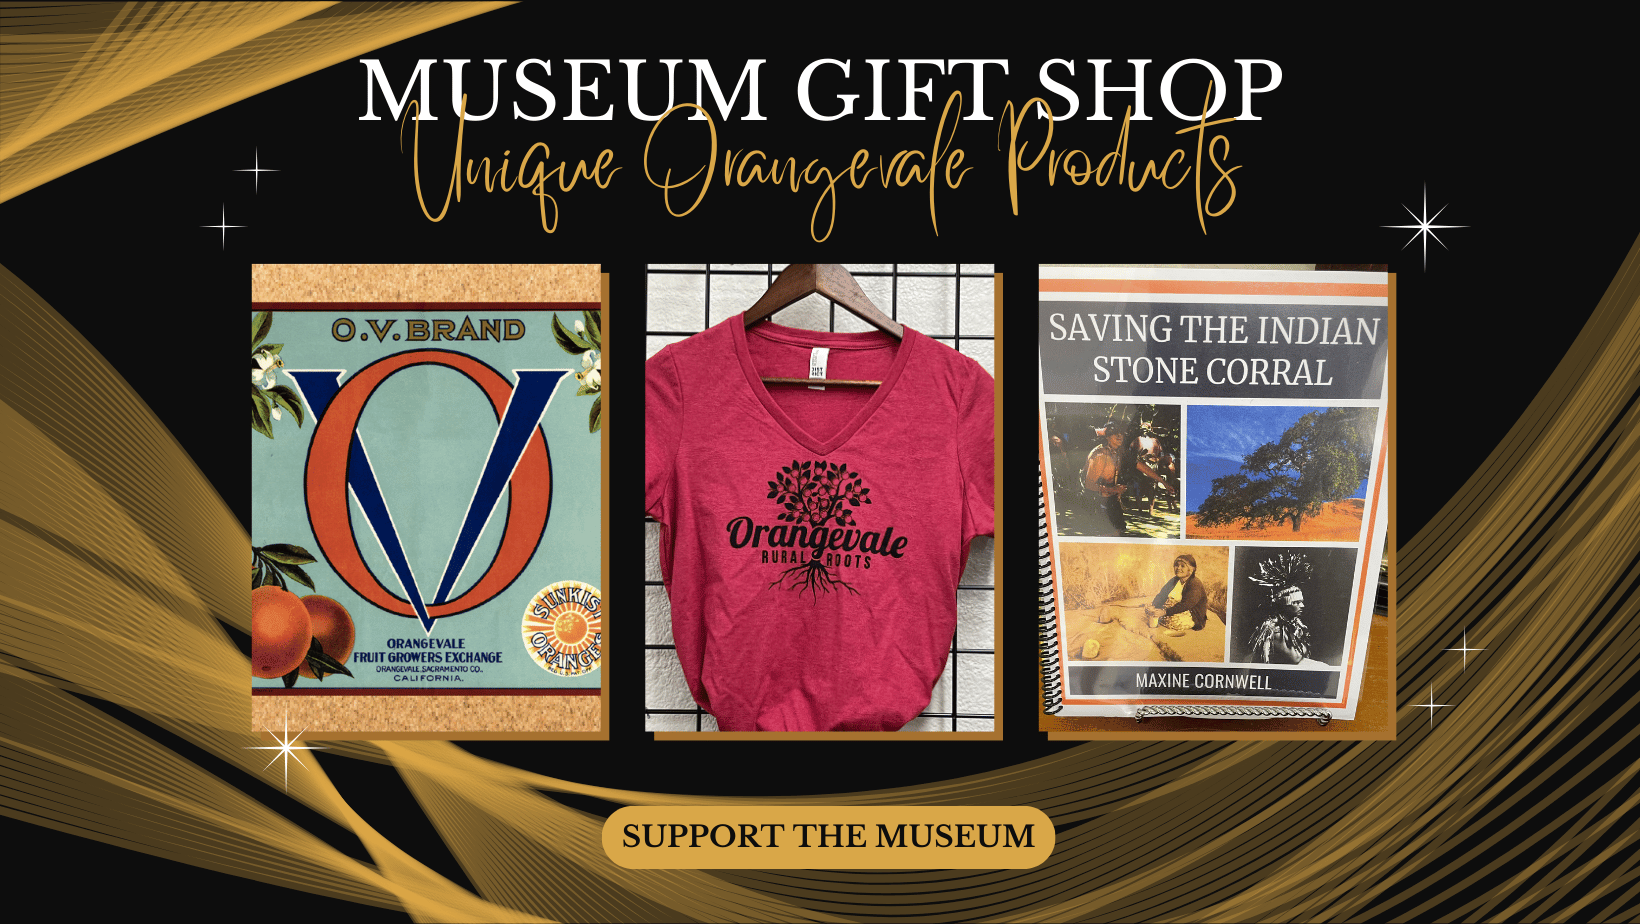 MUSEUM GIFT SHOP
Unique Orangevale Products
O.V. BRAND
OV
ORANGEVALE
FRUIT GROWERS EXCHANGE
ORANGEVALE, SACRAMENTO CO.,
CALIFORNIA.
SUNKIST
ORANGES
Orangevale
RURAL ROOTS
SAVING THE INDIAN
STONE CORRAL
MAXINE CORNWELL
SUPPORT THE MUSEUM